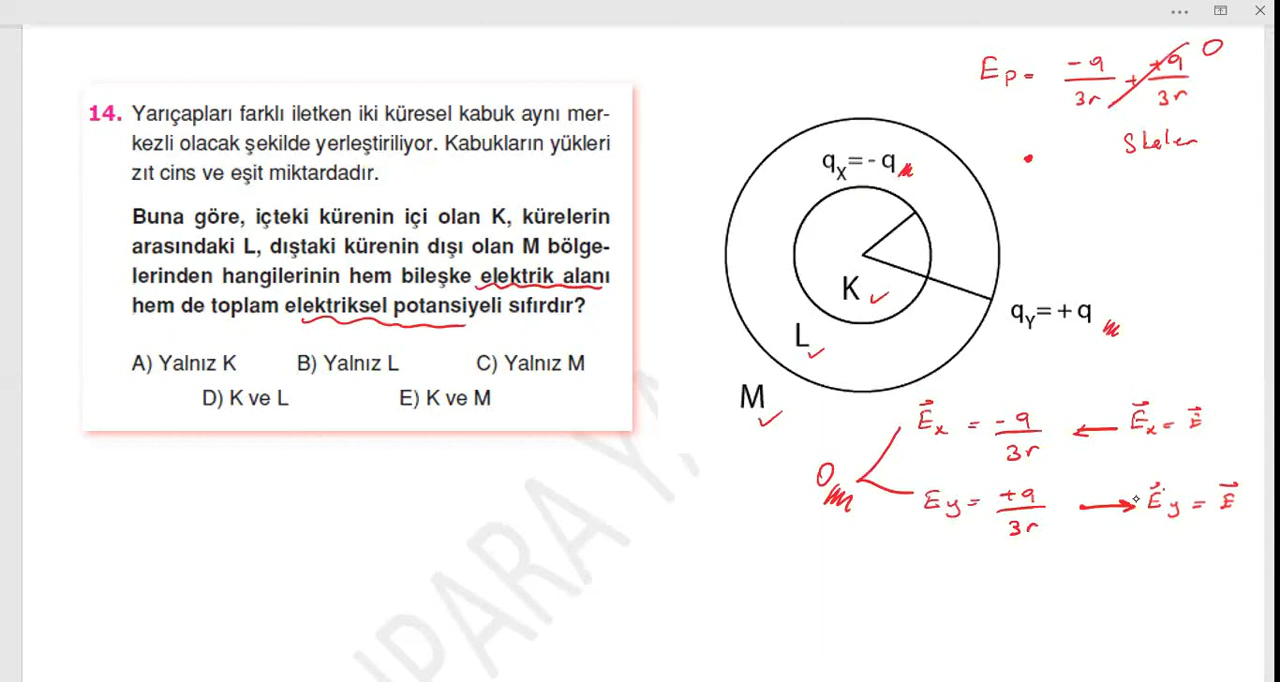 14. Yarıçapları farklı iletken iki küresel kabuk aynı mer-
kezli olacak şekilde yerleştiriliyor. Kabukların yükleri
zıt cins ve eşit miktardadır.
Buna göre, içteki kürenin içi olan K, kürelerin
arasındaki L, dıştaki kürenin dışı olan M bölge-
lerinden hangilerinin hem bileşke elektrik alanı
hem de toplam elektriksel potansiyeli sıfırdır?
A) Yalnız K B) Yalnız L C) Yalnız M
D) K ve L E) K ve M
Ep = -q/3r + +q/3r 0
Skaler
qX = - q
K
L
M
qY = + q
E⃗x = -q/3r ← E⃗x = E⃗
0
Ey = +q/3r → E⃗y = E⃗